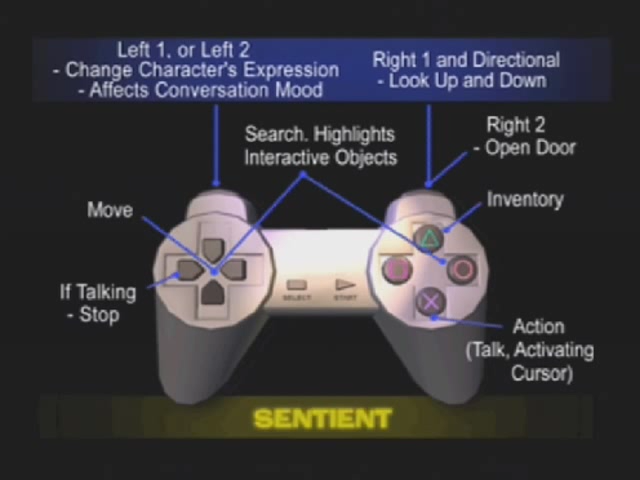 Left 1, or Left 2
- Change Character's Expression
- Affects Conversation Mood
Right 1 and Directional
- Look Up and Down
Right 2
- Open Door
Search. Highlights
Interactive Objects
Inventory
Move
If Talking
- Stop
SELECT
START
Action
(Talk, Activating
Cursor)
SENTIENT